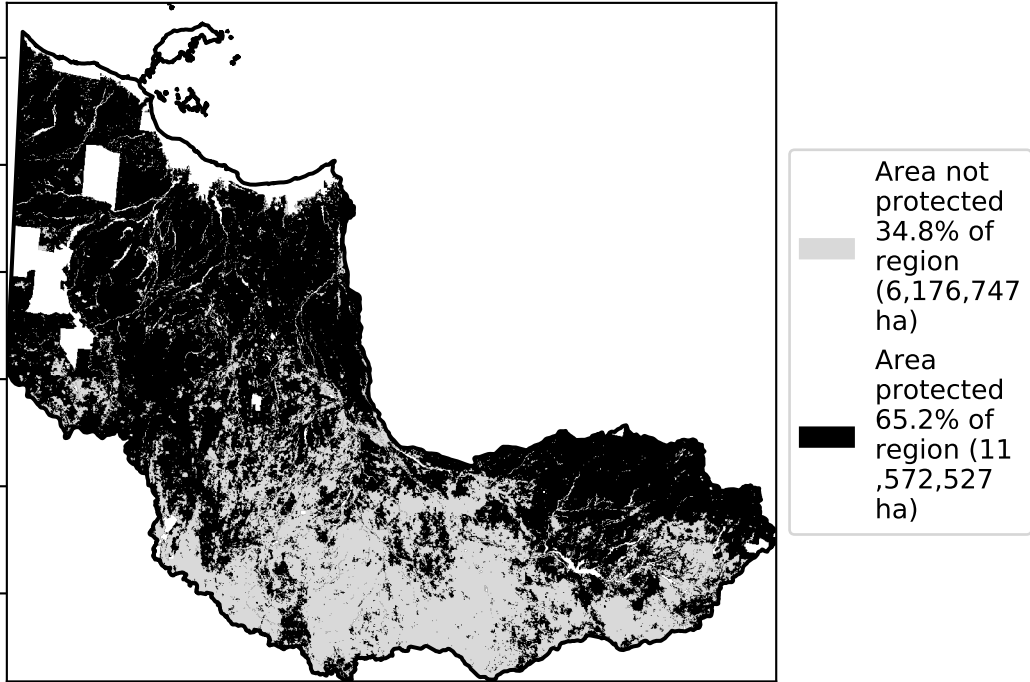 Area not
protected
34.8% of
region
(6,176,747
ha)
Area
protected
65.2% of
region (11
,572,527
ha)